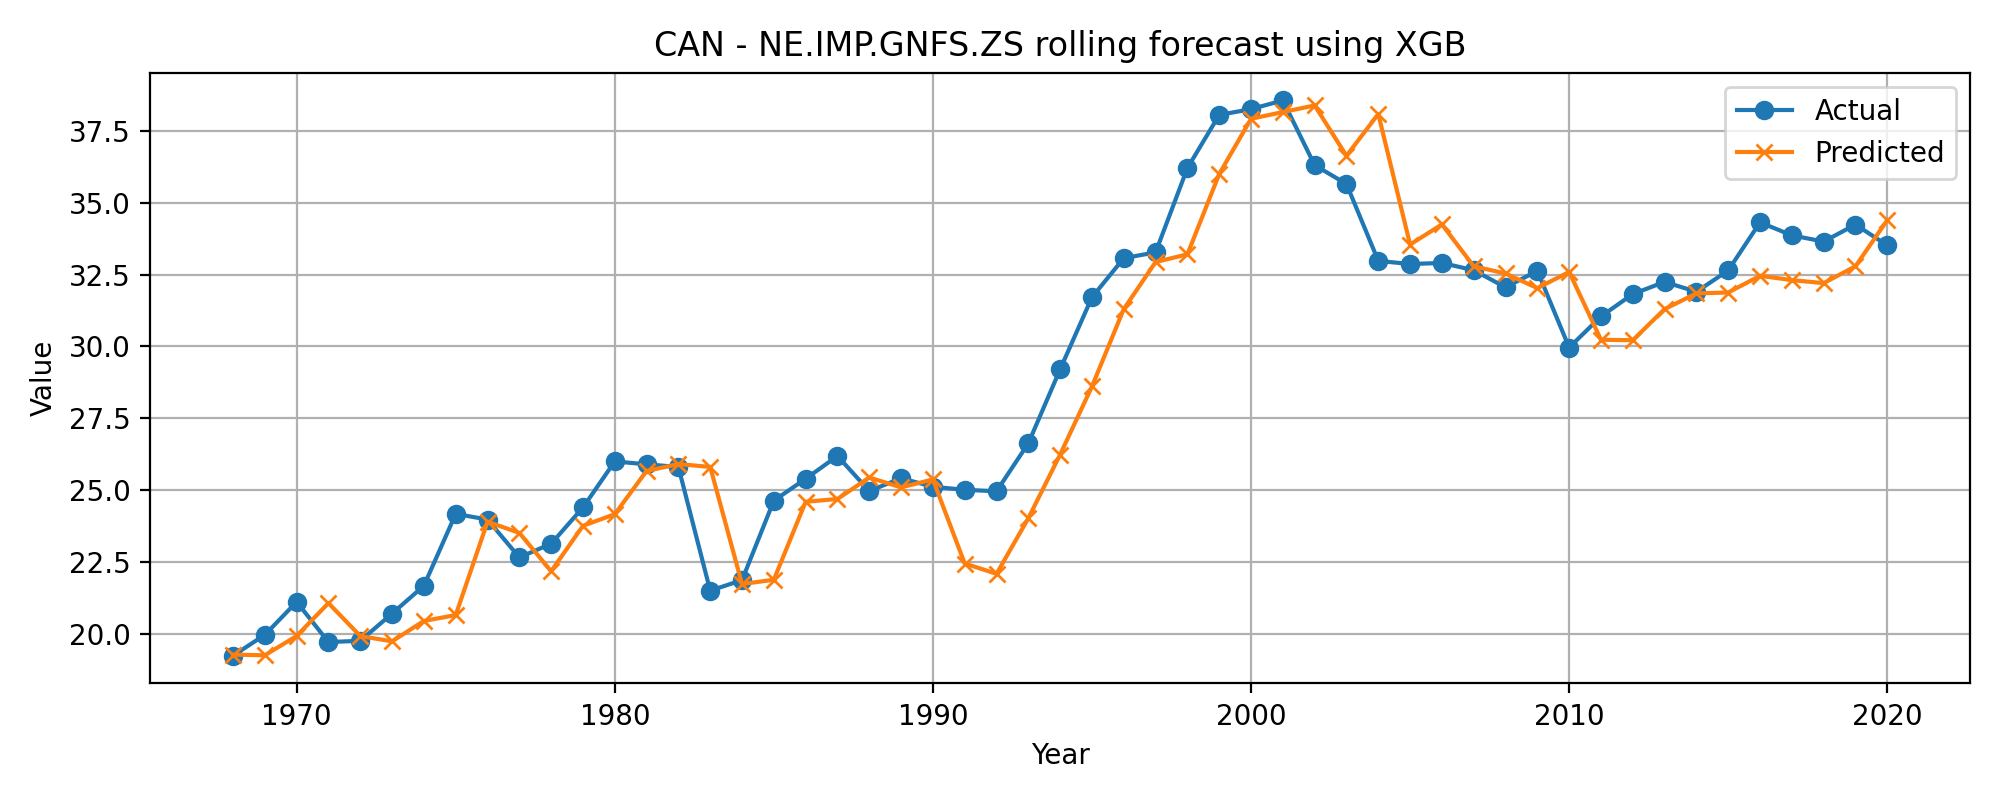 CAN - NE.IMP.GNFS.ZS rolling forecast using XGB
Actual
Predicted
37.5
35.0
32.5
30.0
27.5
25.0
22.5
20.0
Value
1970 1980 1990 2000 2010 2020
Year